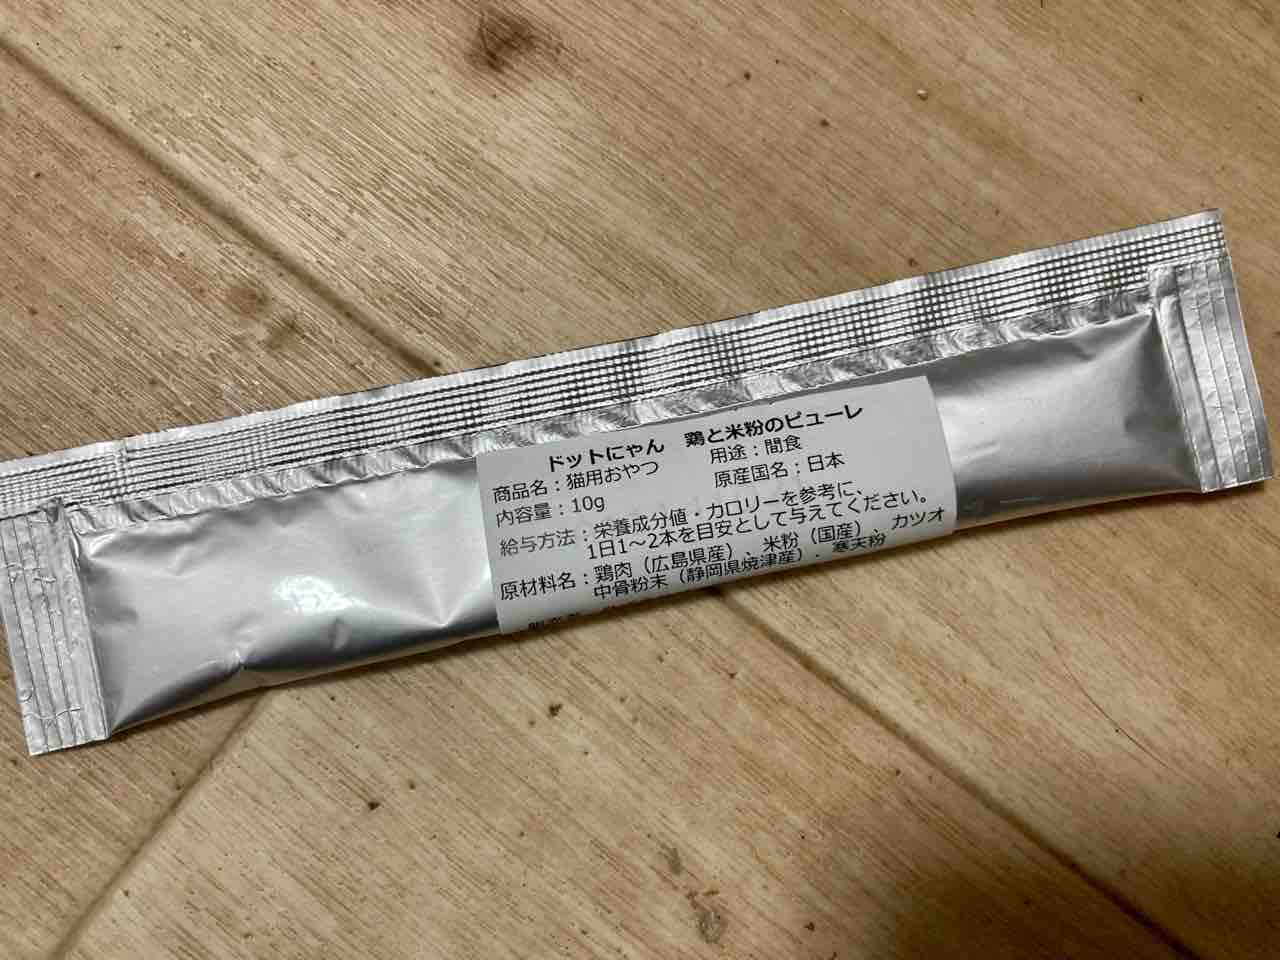 ドットにゃん 鶏と米粉のピューレ
商品名：猫用おやつ 用途：間食
内容量：10g 原産国名：日本
給与方法：栄養成分値・カロリーを参考に、
1日1～2本を目安として与えてください。
原材料名：鶏肉（広島県産）、米粉（国産）、カツオ
中骨粉末（静岡県焼津産）、寒天粉